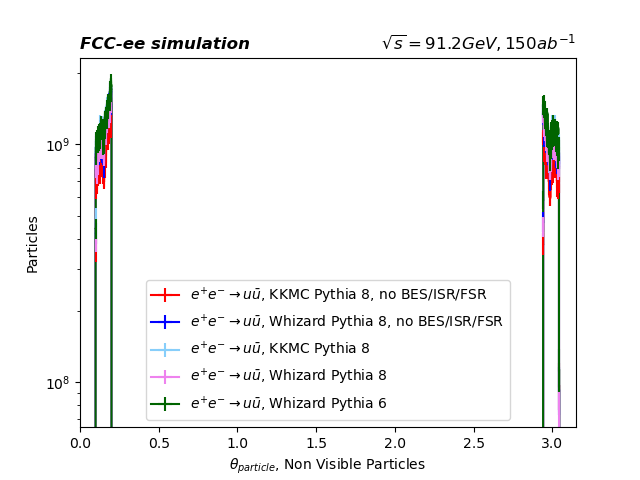 FCC-ee simulation
√s = 91.2GeV, 150ab⁻¹
Particles
10⁹
10⁸
e⁺e⁻ → uū, KKMC Pythia 8, no BES/ISR/FSR
e⁺e⁻ → uū, Whizard Pythia 8, no BES/ISR/FSR
e⁺e⁻ → uū, KKMC Pythia 8
e⁺e⁻ → uū, Whizard Pythia 8
e⁺e⁻ → uū, Whizard Pythia 6
0.0 0.5 1.0 1.5 2.0 2.5 3.0
θparticle, Non Visible Particles